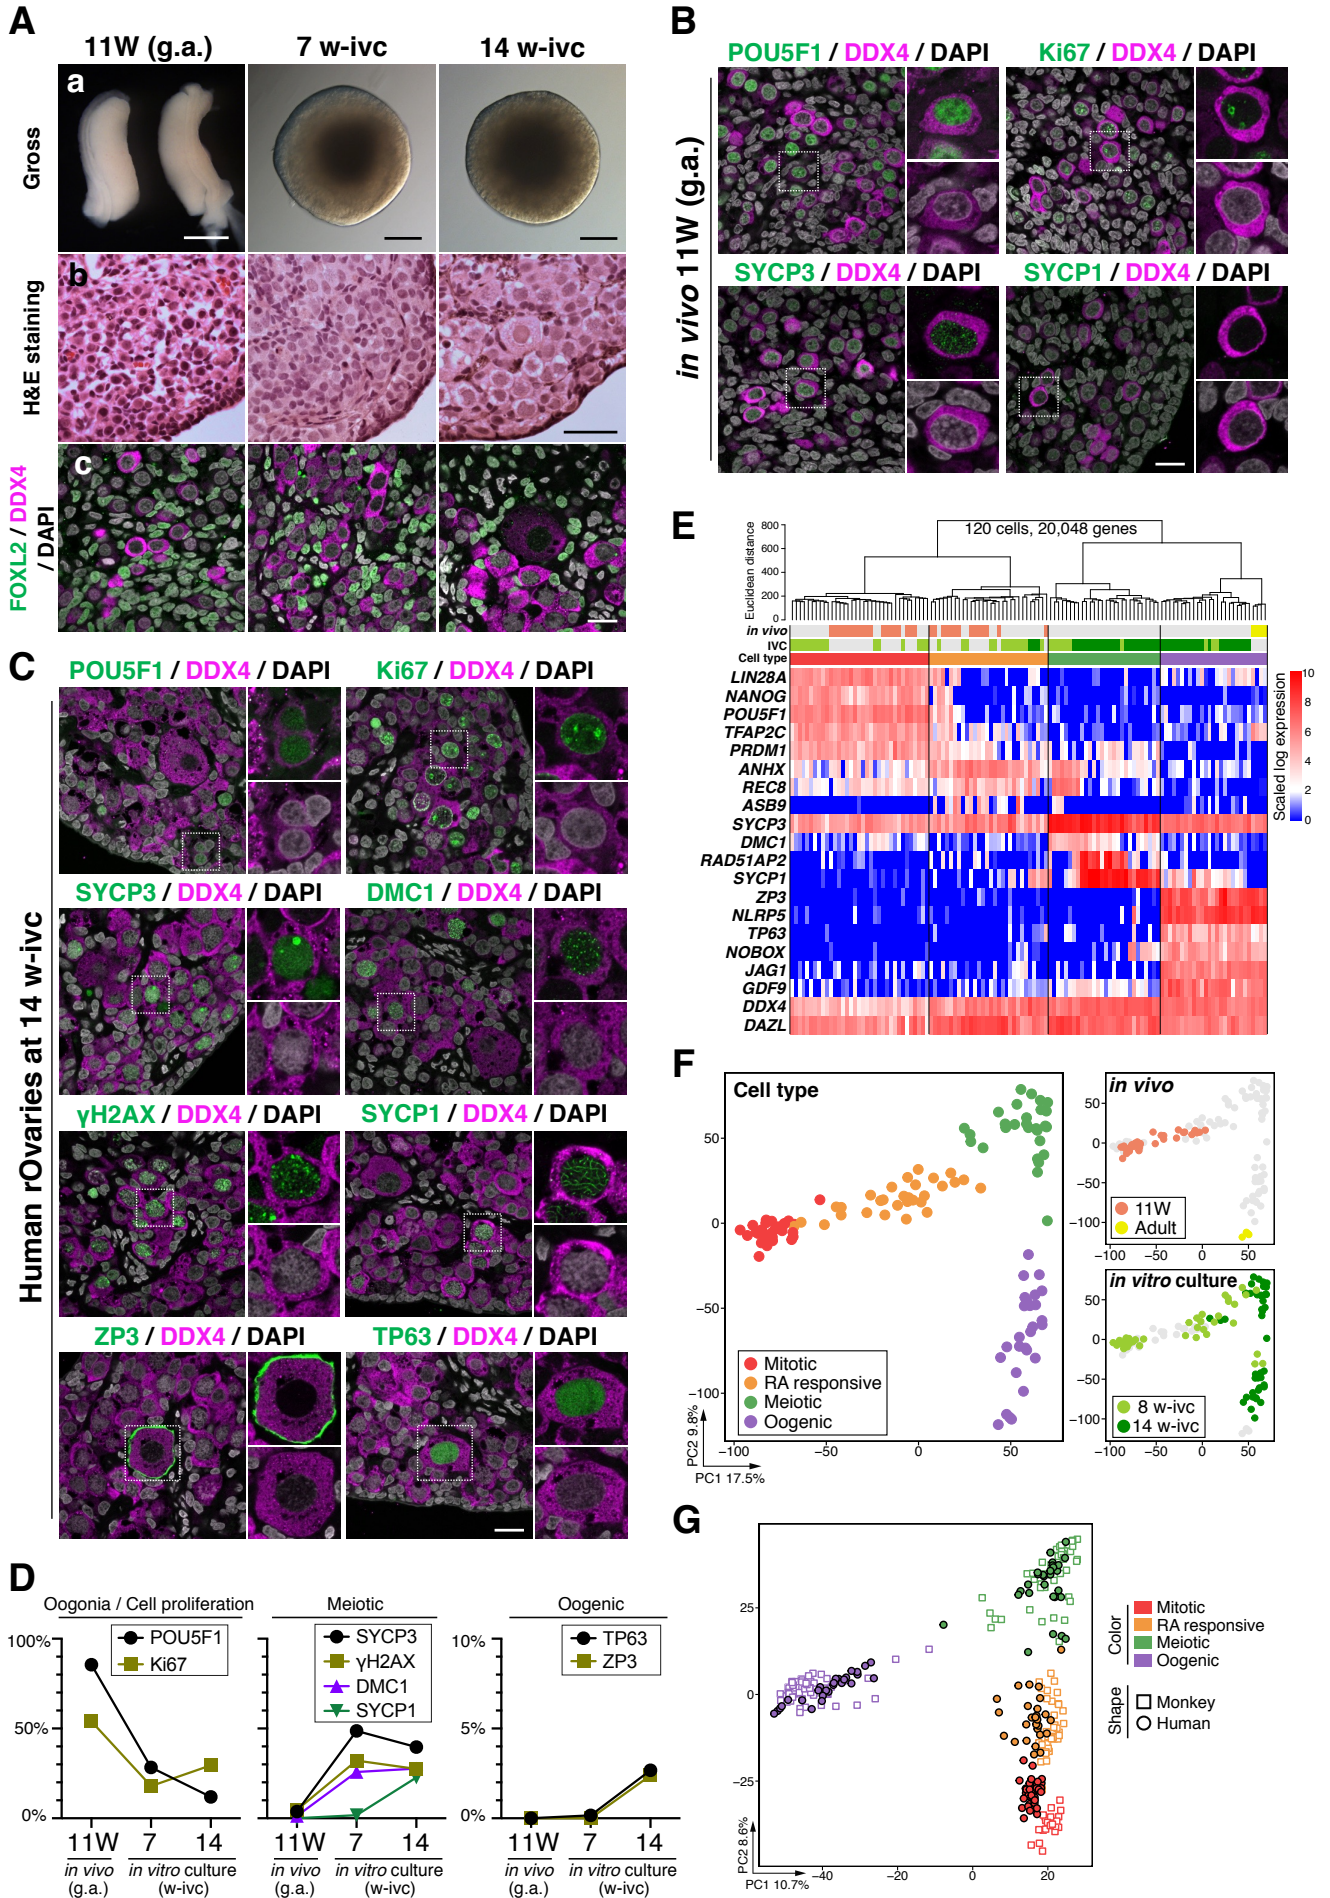 A
11W (g.a.)
7 w-ivc
14 w-ivc
Gross
a
H&E staining
b
FOXL2 / DDX4
/ DAPI
c
B
in vivo 11W (g.a.)
POU5F1 / DDX4 / DAPI
Ki67 / DDX4 / DAPI
SYCP3 / DDX4 / DAPI
SYCP1 / DDX4 / DAPI
C
Human rOvaries at 14 w-ivc
POU5F1 / DDX4 / DAPI
Ki67 / DDX4 / DAPI
SYCP3 / DDX4 / DAPI
DMC1 / DDX4 / DAPI
γH2AX / DDX4 / DAPI
SYCP1 / DDX4 / DAPI
ZP3 / DDX4 / DAPI
TP63 / DDX4 / DAPI
D
Oogonia / Cell proliferation
POU5F1
Ki67
100%
50%
0%
11W
7
14
in vivo
(g.a.)
in vitro culture
(w-ivc)
Meiotic
SYCP3
γH2AX
DMC1
SYCP1
11W
7
14
in vivo
(g.a.)
in vitro culture
(w-ivc)
Oogenic
TP63
ZP3
10%
5%
0%
11W
7
14
in vivo
(g.a.)
in vitro culture
(w-ivc)
E
120 cells, 20,048 genes
Euclidean distance
800
600
400
200
0
in vivo
IVC
Cell type
LIN28A
NANOG
POU5F1
TFAP2C
PRDM1
ANHX
REC8
ASB9
SYCP3
DMC1
RAD51AP2
SYCP1
ZP3
NLRP5
TP63
NOBOX
JAG1
GDF9
DDX4
DAZL
Scaled log expression
10
8
6
4
2
0
F
Cell type
50
0
−50
−100
Mitotic
RA responsive
Meiotic
Oogenic
PC2 9.8%
PC1 17.5%
−100
−50
0
50
in vivo
50
0
−50
−100
11W
Adult
−100
−50
0
50
in vitro culture
50
0
−50
−100
8 w-ivc
14 w-ivc
−100
−50
0
50
G
25
0
−25
PC2 8.6%
PC1 10.7%
−40
−20
0
20
Color
Mitotic
RA responsive
Meiotic
Oogenic
Shape
Monkey
Human